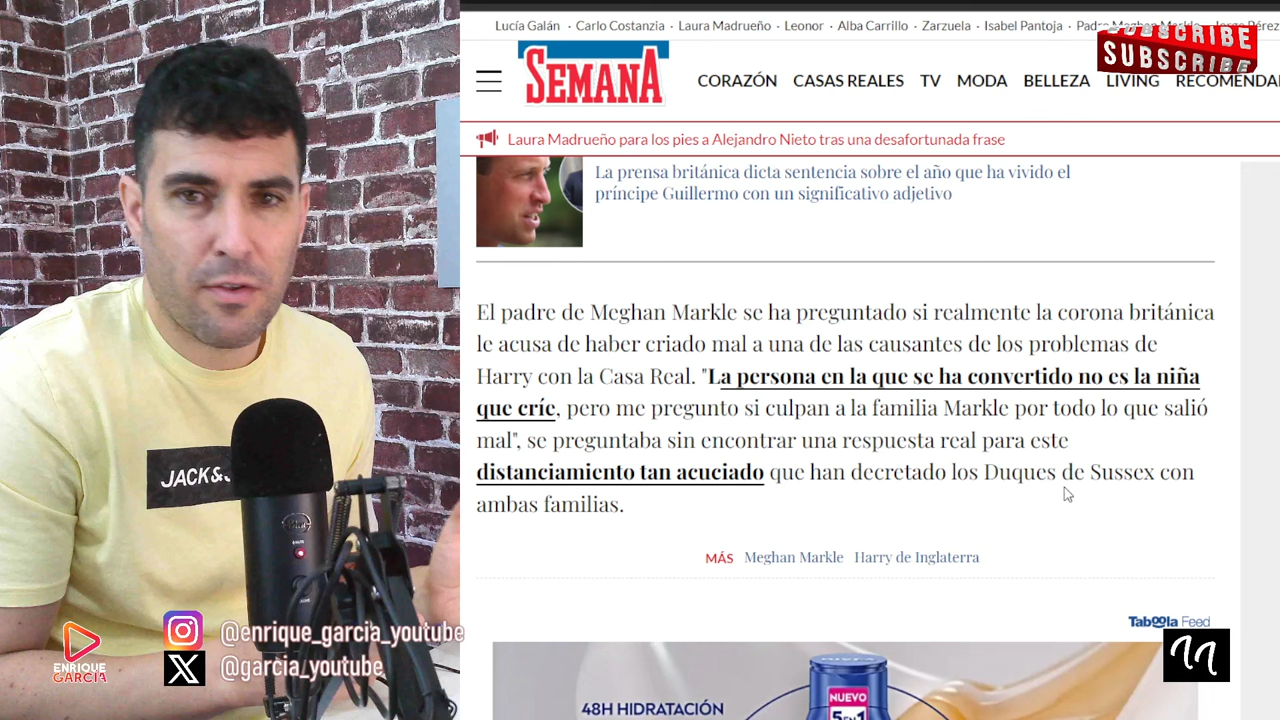 Lucía Galán · Carlo Costanzia · Laura Madrueño · Leonor · Alba Carrillo · Zarzuela · Isabel Pantoja · Padre Meghan Markle
SUBSCRIBE
SUBSCRIBE
SEMANA
CORAZÓN CASAS REALES TV MODA BELLEZA LIVING RECOMENDA
Laura Madrueño para los pies a Alejandro Nieto tras una desafortunada frase
La prensa británica dicta sentencia sobre el año que ha vivido el
príncipe Guillermo con un significativo adjetivo
El padre de Meghan Markle se ha preguntado si realmente la corona británica
le acusa de haber criado mal a una de las causantes de los problemas de
Harry con la Casa Real. "La persona en la que se ha convertido no es la niña
que críe, pero me pregunto si culpan a la familia Markle por todo lo que salió
mal", se preguntaba sin encontrar una respuesta real para este
distanciamiento tan acuciado que han decretado los Duques de Sussex con
ambas familias.
MÁS Meghan Markle Harry de Inglaterra
Taboola Feed
48H HIDRATACIÓN
NUEVO
5EN1
JACK&
ENRIQUE
GARCIA
@enrique_garcia_youtube
@garcia_youtube